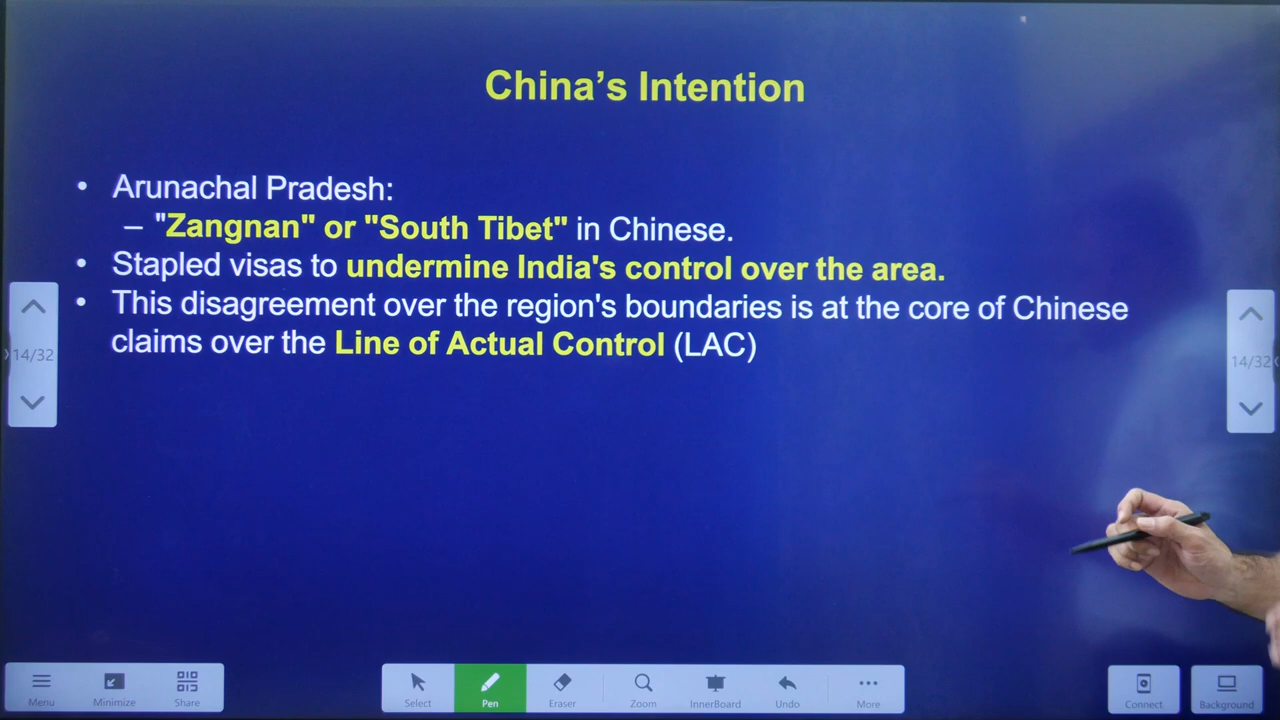 China's Intention
• Arunachal Pradesh:
– "Zangnan" or "South Tibet" in Chinese.
• Stapled visas to undermine India's control over the area.
• This disagreement over the region's boundaries is at the core of Chinese
claims over the Line of Actual Control (LAC)
14/32
14/32
Menu Minimize Share Select Pen Eraser Zoom InnerBoard Undo More Connect Background